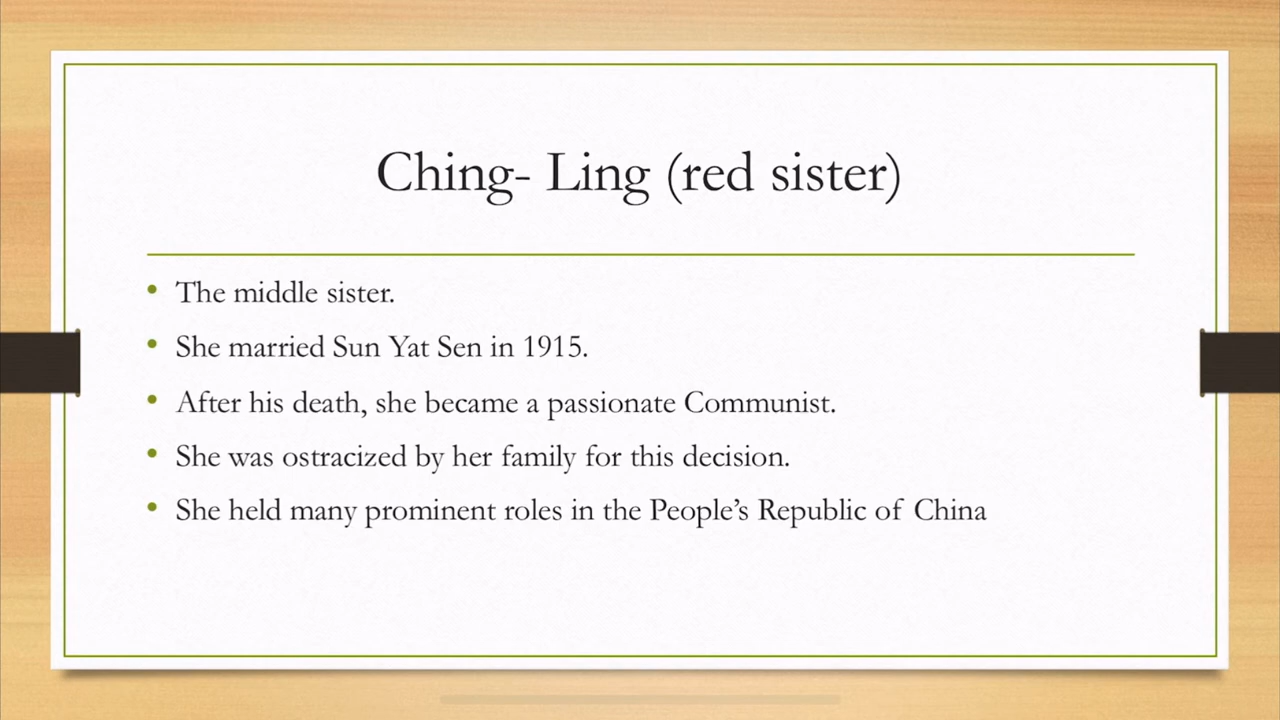 Ching- Ling (red sister)
• The middle sister.
• She married Sun Yat Sen in 1915.
• After his death, she became a passionate Communist.
• She was ostracized by her family for this decision.
• She held many prominent roles in the People’s Republic of China